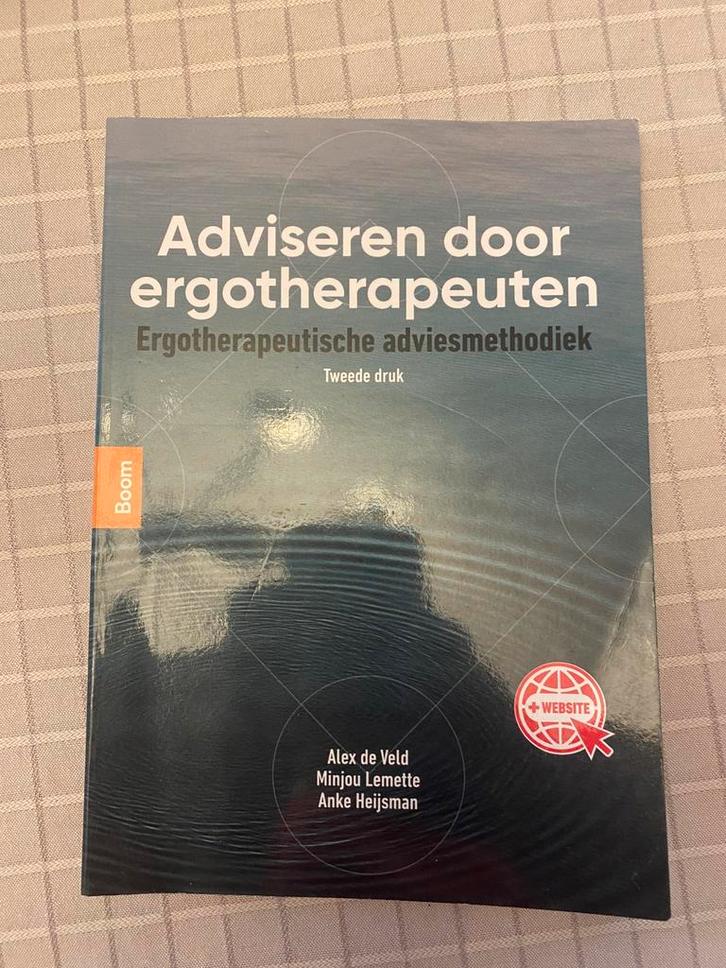 Adviseren door
ergotherapeuten
Ergotherapeutische adviesmethodiek
Tweede druk
Boom
+ WEBSITE
Alex de Veld
Minjou Lemette
Anke Heijsman